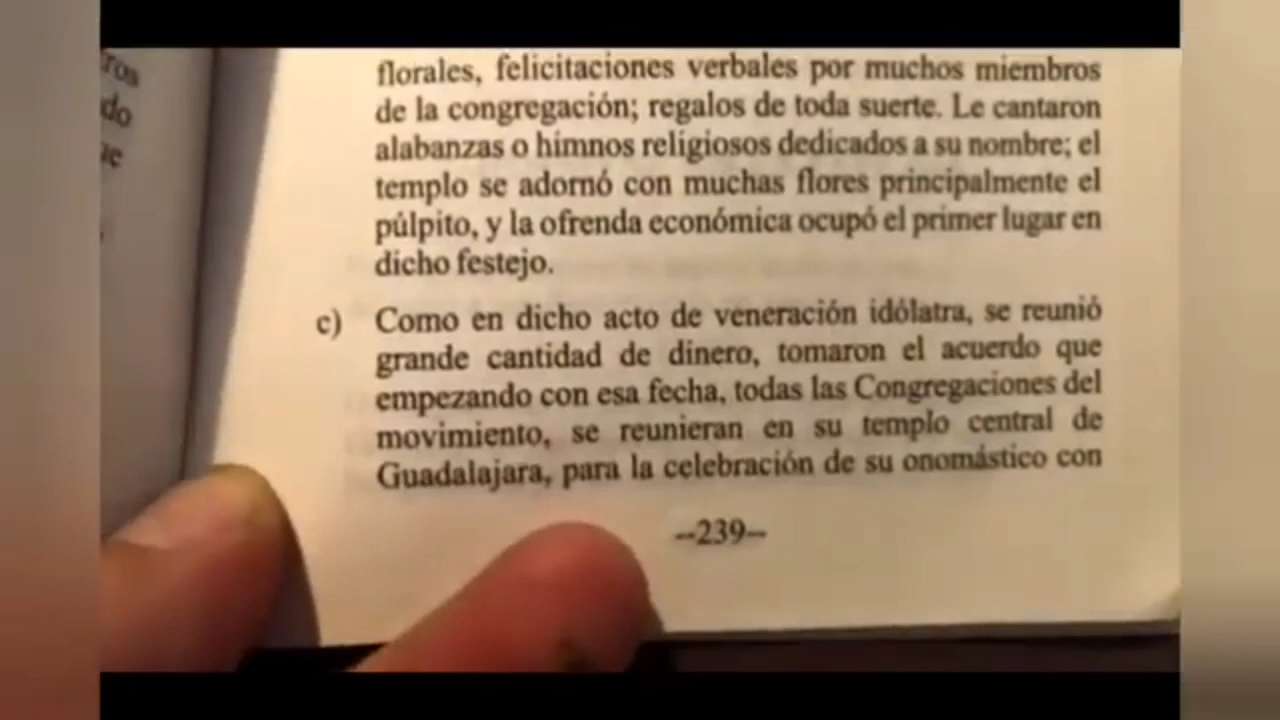 ros
do
florales, felicitaciones verbales por muchos miembros
de la congregación; regalos de toda suerte. Le cantaron
alabanzas o himnos religiosos dedicados a su nombre; el
templo se adornó con muchas flores principalmente el
púlpito, y la ofrenda económica ocupó el primer lugar en
dicho festejo.
c) Como en dicho acto de veneración idólatra, se reunió
grande cantidad de dinero, tomaron el acuerdo que
empezando con esa fecha, todas las Congregaciones del
movimiento, se reunieran en su templo central de
Guadalajara, para la celebración de su onomástico con
--239--